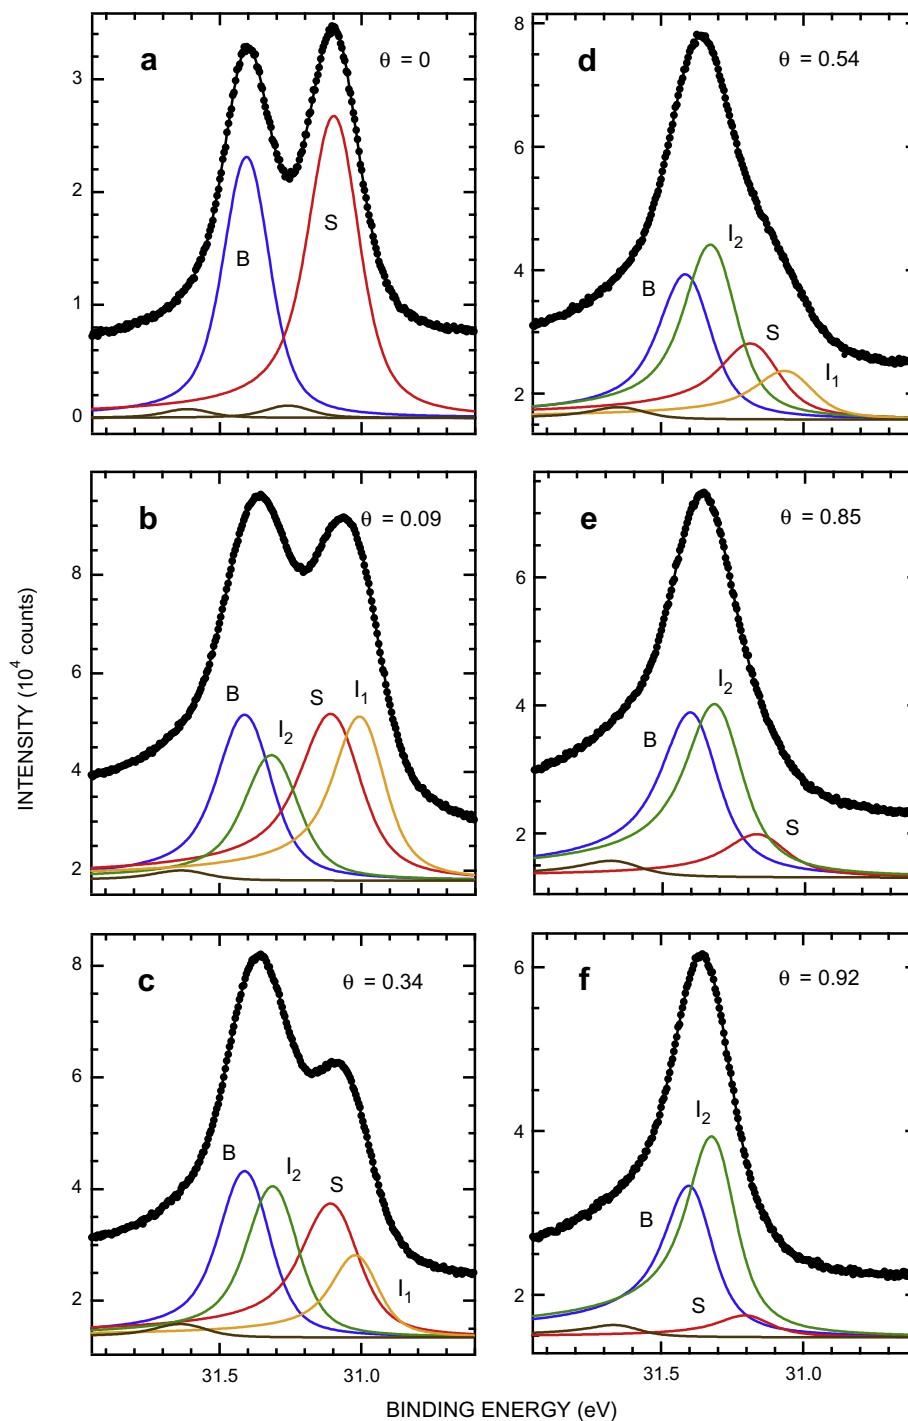 a
θ = 0
3
2
1
0
B
S
d
θ = 0.54
8
6
4
2
B
I2
S
I1
b
θ = 0.09
8
6
4
2
B
I2
S
I1
e
θ = 0.85
6
4
2
B
I2
S
c
θ = 0.34
8
6
4
2
B
I2
S
I1
31.5
31.0
f
θ = 0.92
6
4
2
B
I2
S
31.5
31.0
INTENSITY (10^4 counts)
BINDING ENERGY (eV)